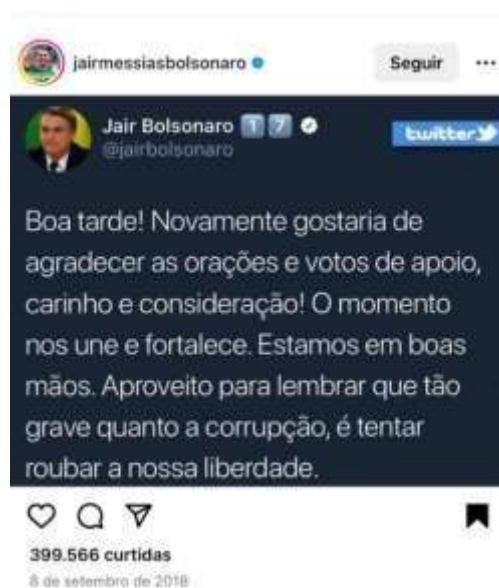 jairmessiasbolsonaro
Seguir
Jair Bolsonaro 1 7
twitter
@jairbolsonaro
Boa tarde! Novamente gostaria de
agradecer as orações e votos de apoio,
carinho e consideração! O momento
nos une e fortalece. Estamos em boas
mãos. Aproveito para lembrar que tão
grave quanto a corrupção, é tentar
roubar a nossa liberdade.
399.566 curtidas
8 de setembro de 2018